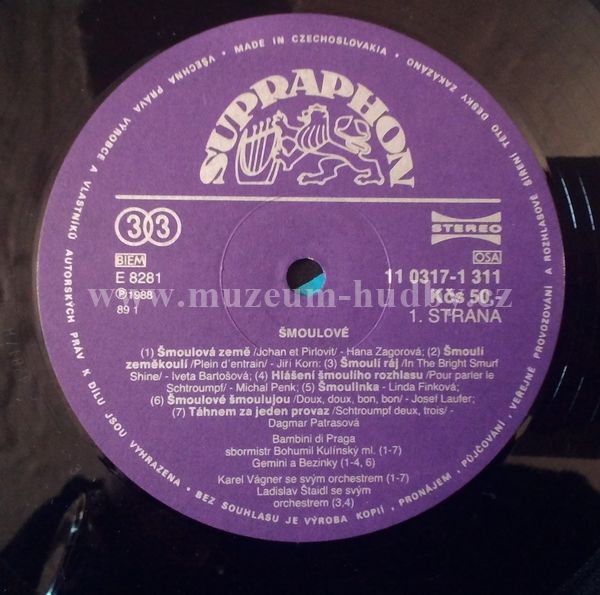 VŠECHNA PRÁVA VÝROBCE A VLASTNÍKŮ AUTORSKÝCH PRÁV K DÍLU JSOU VYHRAZENA • BEZ SOUHLASU JE VÝROBA KOPIÍ, PRONÁJEM, PŮJČOVÁNÍ, VEŘEJNÉ PROVOZOVÁNÍ A ROZHLASOVÉ ŠÍŘENÍ TÉTO DESKY ZAKÁZÁNO • MADE IN CZECHOSLOVAKIA •
SUPRAPHON
33
STEREO
BIEM
OSA
E 8281
11 0317-1 311
℗1988
Kčs 50,-
89 1
1. STRANA
www.muzeum-hudby.cz
ŠMOULOVÉ
(1) Šmoulová země /Johan et Pirlovit/ - Hana Zagorová; (2) Šmoulí
zeměkoulí /Plein d'entrain/ - Jiří Korn; (3) Šmoulí ráj /In The Bright Smurf
Shine/ - Iveta Bartošová; (4) Hlášení šmoulího rozhlasu /Pour parler le
Schtroumpf/ - Michal Penk; (5) Šmoulinka - Linda Finková;
(6) Šmoulové šmoulujou /Doux, doux, bon, bon/ - Josef Laufer;
(7) Táhnem za jeden provaz /Schtroumpf deux, trois/ -
Dagmar Patrasová
Bambini di Praga
sbormistr Bohumil Kulínský ml. (1-7)
Gemini a Bezinky (1-4, 6)
Karel Vágner se svým orchestrem (1-7)
Ladislav Štaidl se svým
orchestrem (3,4)